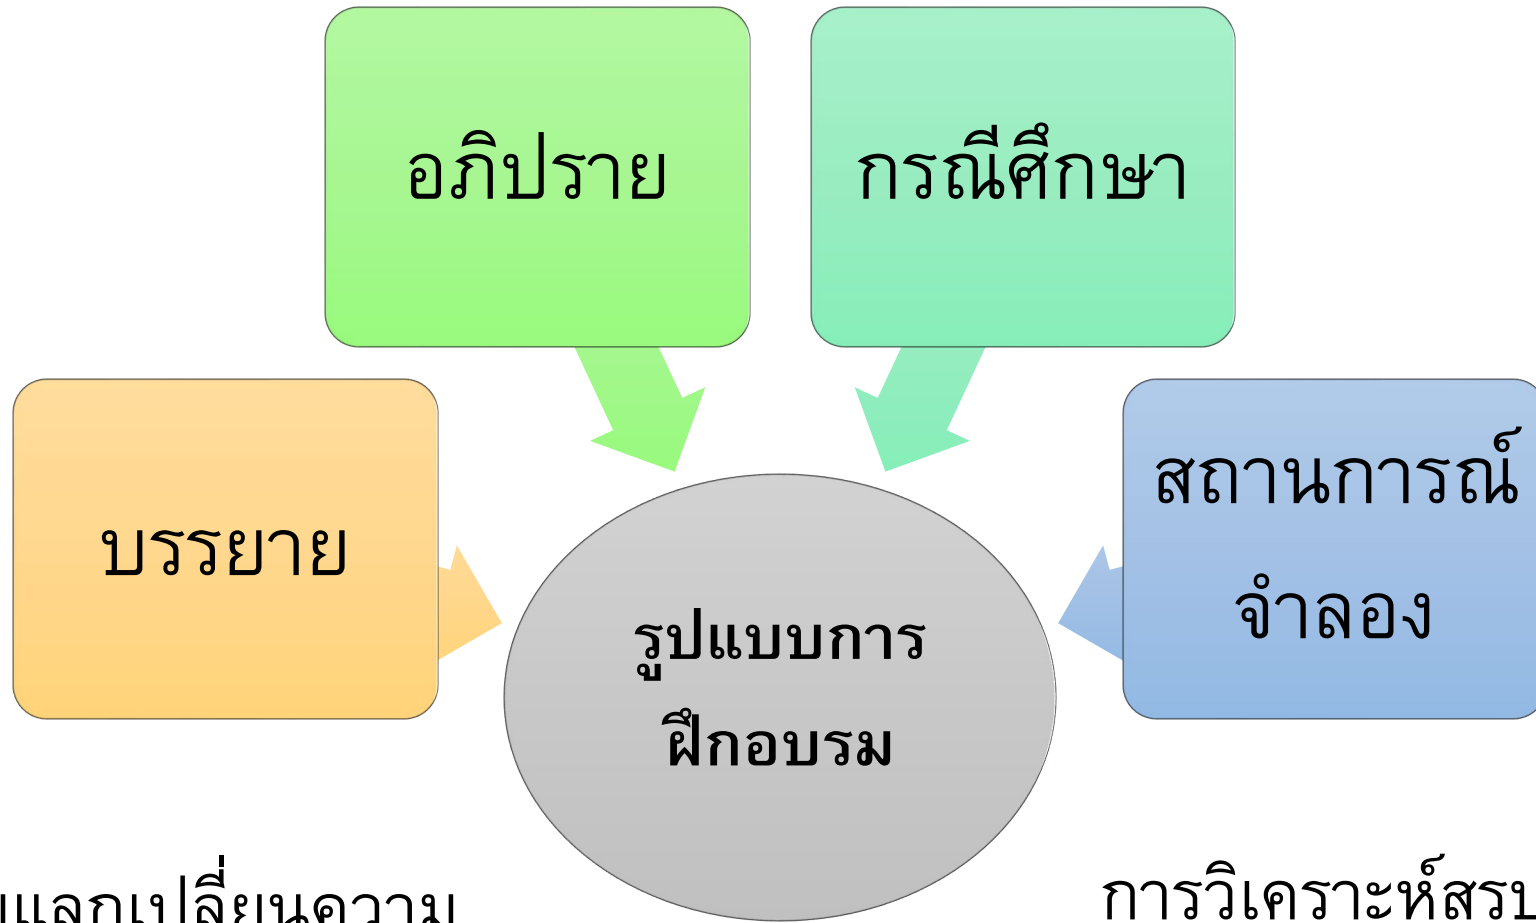 อภิปราย
กรณีศึกษา
บรรยาย
สถานการณ์
จำลอง
รูปแบบการ
ฝึกอบรม
แลกเปลี่ยนความ
การวิเคราะห์